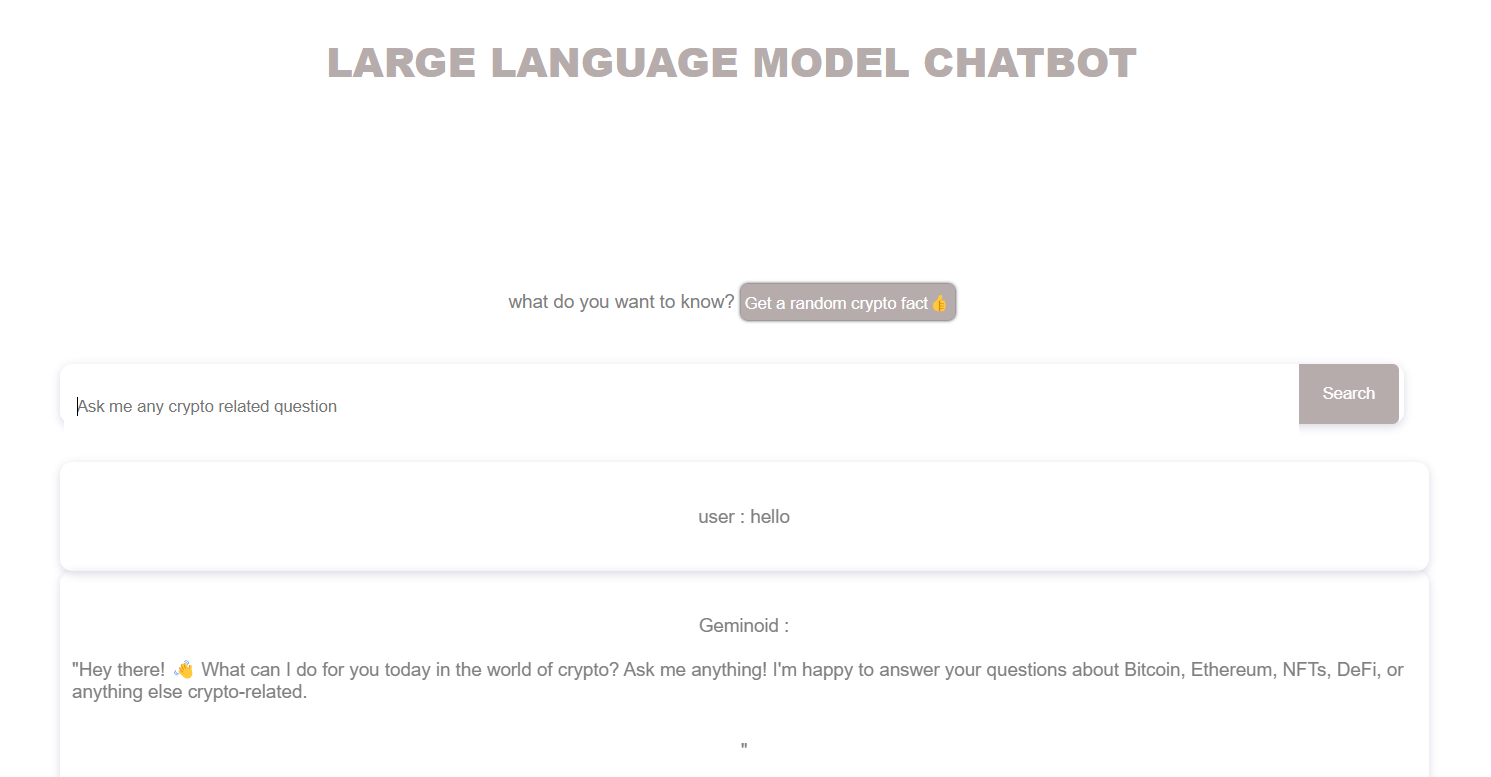 LARGE LANGUAGE MODEL CHATBOT
what do you want to know? Get a random crypto fact👍
Ask me any crypto related question
Search
user : hello
Geminoid :
"Hey there! 👋 What can I do for you today in the world of crypto? Ask me anything! I'm happy to answer your questions about Bitcoin, Ethereum, NFTs, DeFi, or
anything else crypto-related.
"